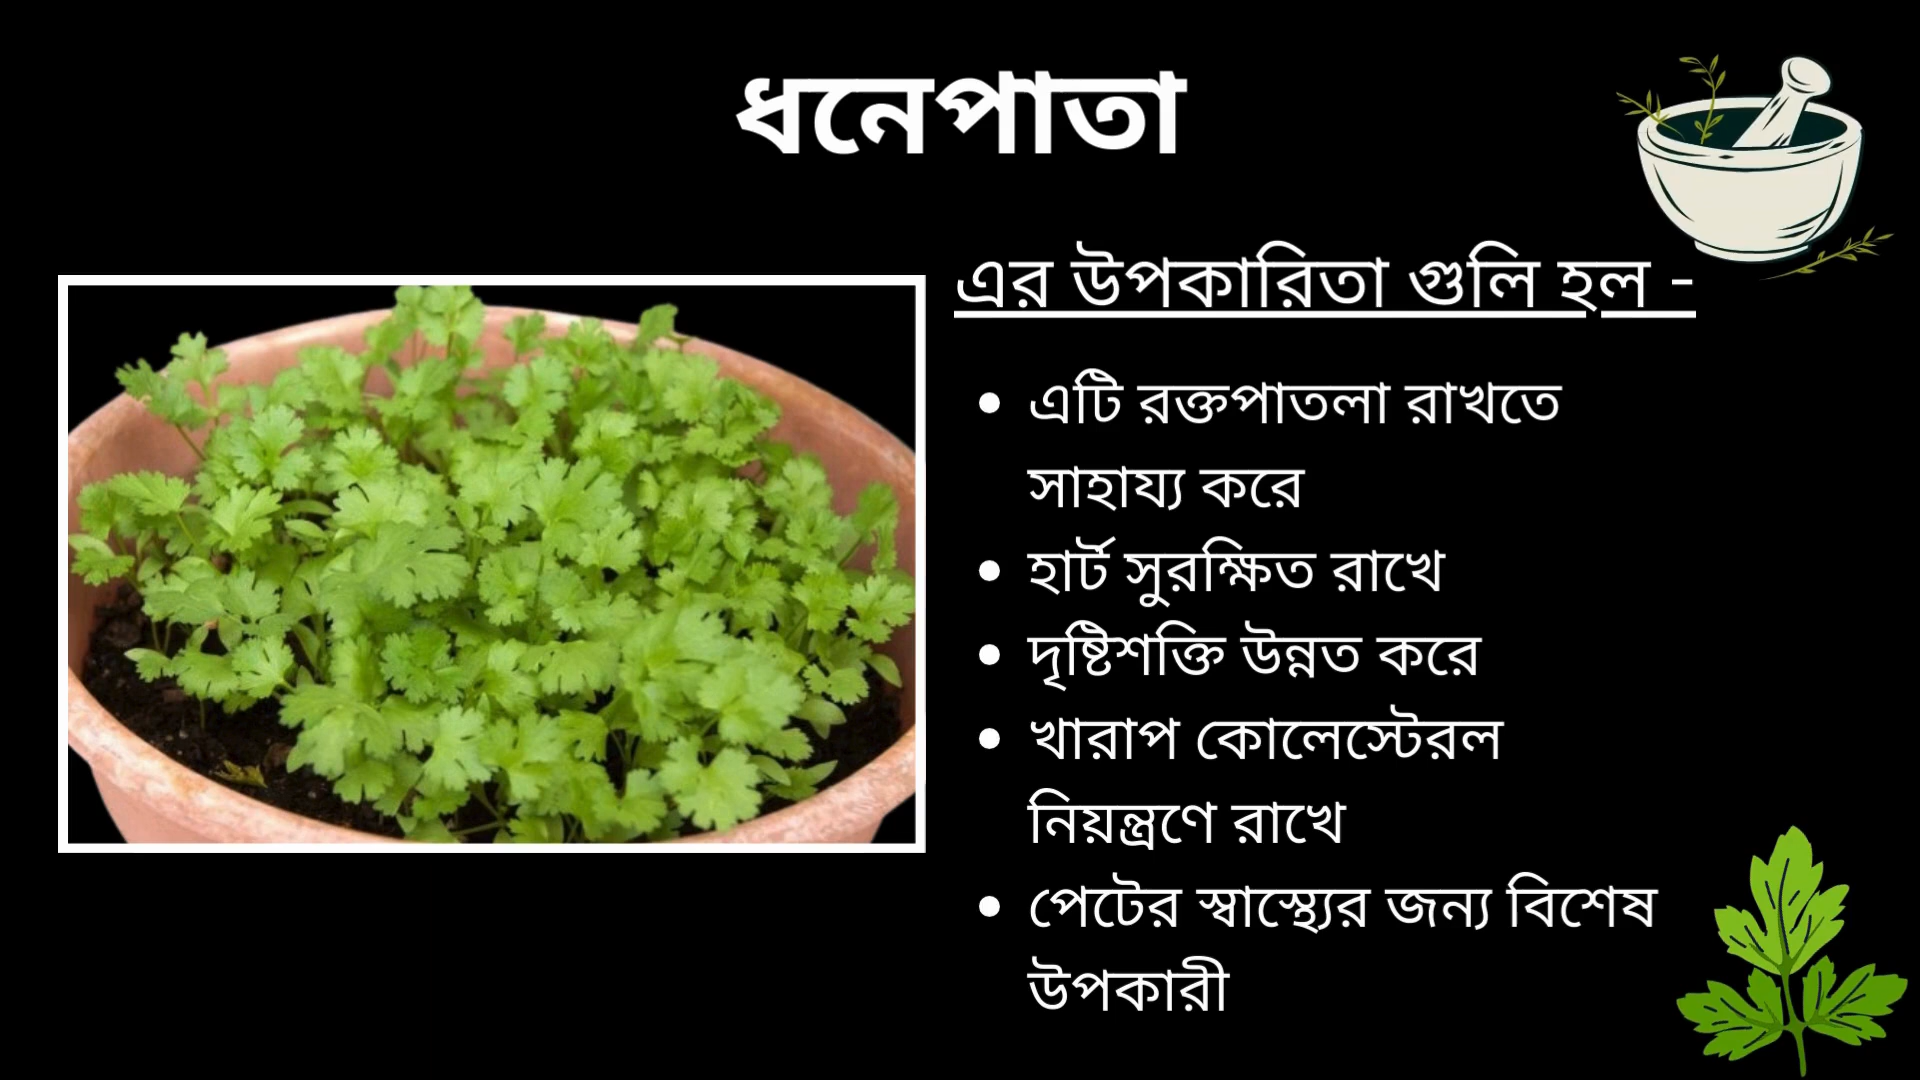 ধনেপাতা
এর উপকারিতা গুলি হল -
• এটি রক্তপাতলা রাখতে
সাহায্য করে
• হার্ট সুরক্ষিত রাখে
• দৃষ্টিশক্তি উন্নত করে
• খারাপ কোলেস্টেরল
নিয়ন্ত্রণে রাখে
• পেটের স্বাস্থ্যের জন্য বিশেষ
উপকারী